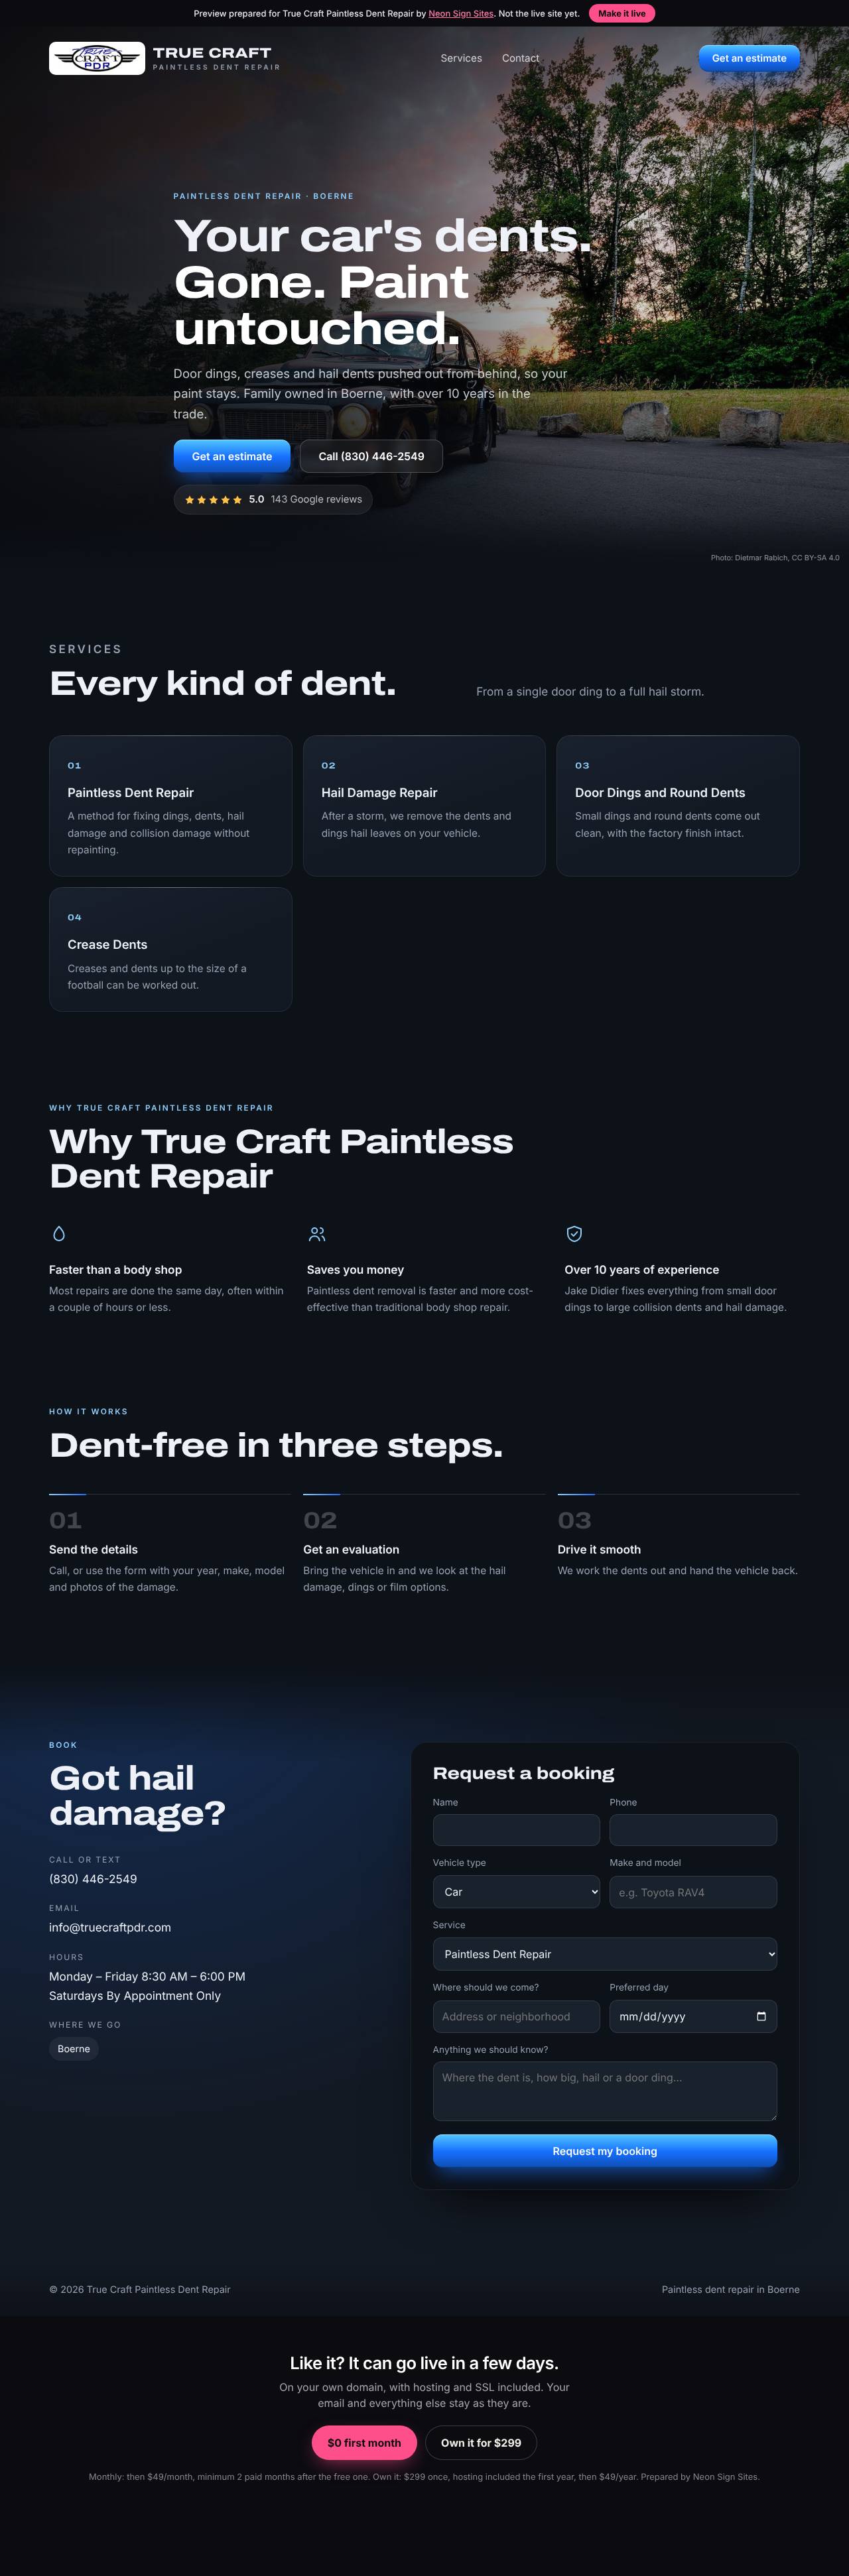 Preview prepared for True Craft Paintless Dent Repair by Neon Sign Sites. Not the live site yet.
Make it live
TRUE CRAFT PDR
TRUE CRAFT
PAINTLESS DENT REPAIR
Services
Contact
Get an estimate
PAINTLESS DENT REPAIR · BOERNE
Your car's dents.
Gone. Paint
untouched.
Door dings, creases and hail dents pushed out from behind, so your
paint stays. Family owned in Boerne, with over 10 years in the
trade.
Get an estimate
Call (830) 446-2549
5.0 143 Google reviews
Photo: Dietmar Rabich, CC BY-SA 4.0
SERVICES
Every kind of dent.
From a single door ding to a full hail storm.
01
Paintless Dent Repair
A method for fixing dings, dents, hail
damage and collision damage without
repainting.
02
Hail Damage Repair
After a storm, we remove the dents and
dings hail leaves on your vehicle.
03
Door Dings and Round Dents
Small dings and round dents come out
clean, with the factory finish intact.
04
Crease Dents
Creases and dents up to the size of a
football can be worked out.
WHY TRUE CRAFT PAINTLESS DENT REPAIR
Why True Craft Paintless
Dent Repair
Faster than a body shop
Most repairs are done the same day, often within
a couple of hours or less.
Saves you money
Paintless dent removal is faster and more cost-
effective than traditional body shop repair.
Over 10 years of experience
Jake Didier fixes everything from small door
dings to large collision dents and hail damage.
HOW IT WORKS
Dent-free in three steps.
01
Send the details
Call, or use the form with your year, make, model
and photos of the damage.
02
Get an evaluation
Bring the vehicle in and we look at the hail
damage, dings or film options.
03
Drive it smooth
We work the dents out and hand the vehicle back.
BOOK
Got hail
damage?
CALL OR TEXT
(830) 446-2549
EMAIL
info@truecraftpdr.com
HOURS
Monday – Friday 8:30 AM – 6:00 PM
Saturdays By Appointment Only
WHERE WE GO
Boerne
Request a booking
Name
Phone
Vehicle type
Make and model
Car
e.g. Toyota RAV4
Service
Paintless Dent Repair
Where should we come?
Preferred day
Address or neighborhood
mm/dd/yyyy
Anything we should know?
Where the dent is, how big, hail or a door ding...
Request my booking
© 2026 True Craft Paintless Dent Repair
Paintless dent repair in Boerne
Like it? It can go live in a few days.
On your own domain, with hosting and SSL included. Your
email and everything else stay as they are.
$0 first month
Own it for $299
Monthly: then $49/month, minimum 2 paid months after the free one. Own it: $299 once, hosting included the first year, then $49/year. Prepared by Neon Sign Sites.